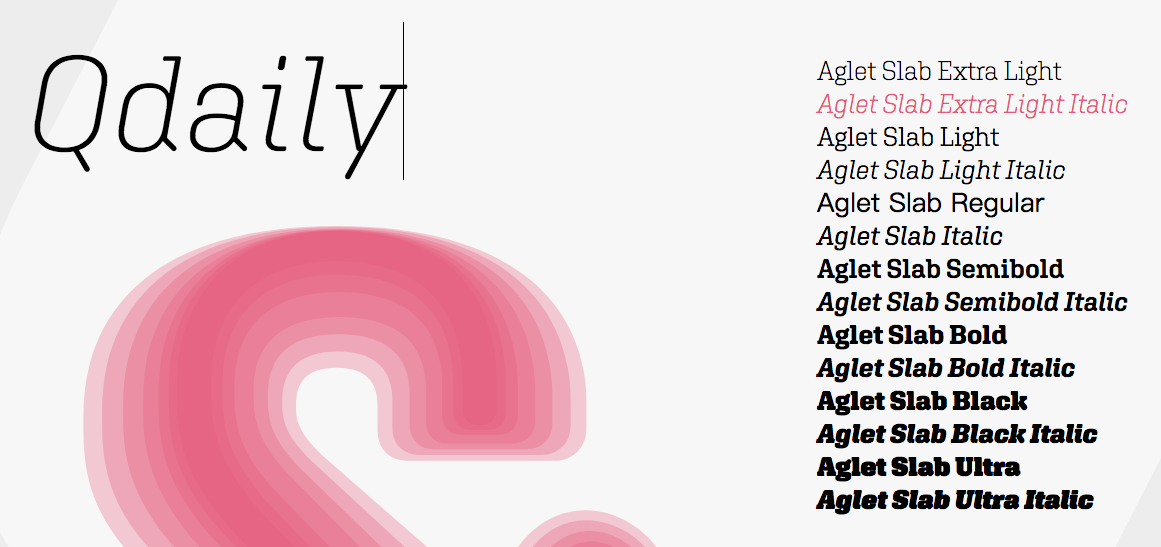 Qdaily
Aglet Slab Extra Light
Aglet Slab Extra Light Italic
Aglet Slab Light
Aglet Slab Light Italic
Aglet Slab Regular
Aglet Slab Italic
Aglet Slab Semibold
Aglet Slab Semibold Italic
Aglet Slab Bold
Aglet Slab Bold Italic
Aglet Slab Black
Aglet Slab Black Italic
Aglet Slab Ultra
Aglet Slab Ultra Italic